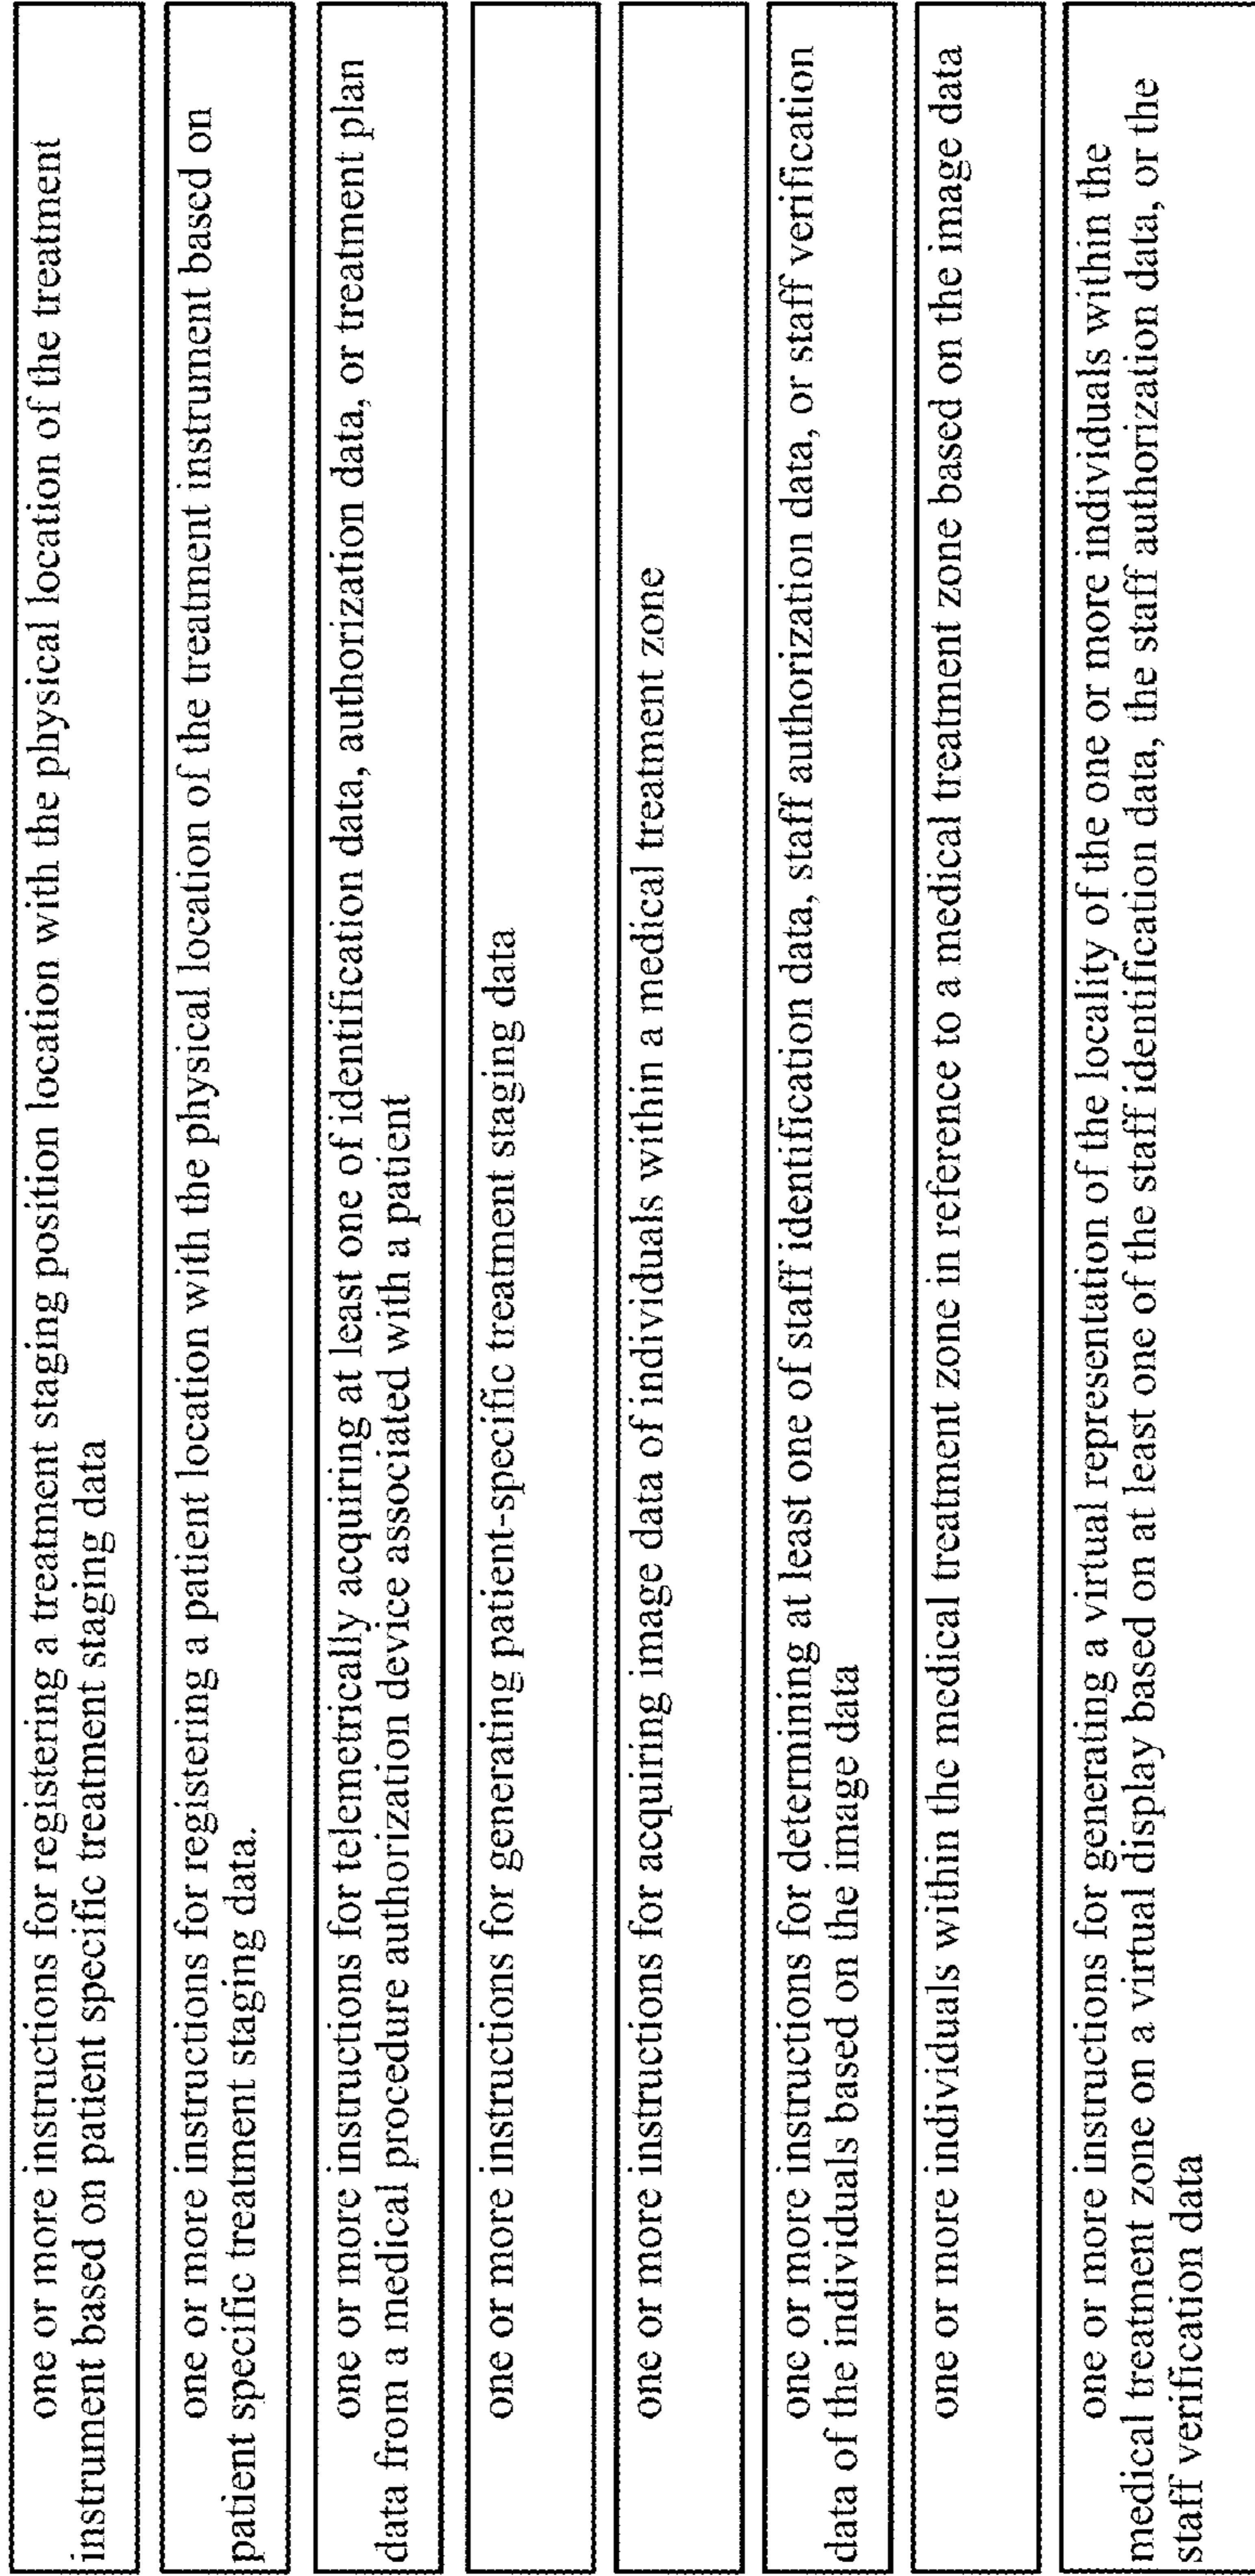 one or more instructions for registering a treatment staging position location with the physical location of the treatment
instrument based on patient specific treatment staging data
one or more instructions for registering a patient location with the physical location of the treatment instrument based on
patient specific treatment staging data.
one or more instructions for telemetrically acquiring at least one of identification data, authorization data, or treatment plan
data from a medical procedure authorization device associated with a patient
one or more instructions for generating patient-specific treatment staging data
one or more instructions for acquiring image data of individuals within a medical treatment zone
one or more instructions for determining at least one of staff identification data, staff authorization data, or staff verification
data of the individuals based on the image data
one or more individuals within the medical treatment zone in reference to a medical treatment zone based on the image data
one or more instructions for generating a virtual representation of the locality of the one or more individuals within the
medical treatment zone on a virtual display based on at least one of the staff identification data, the staff authorization data, or the
staff verification data